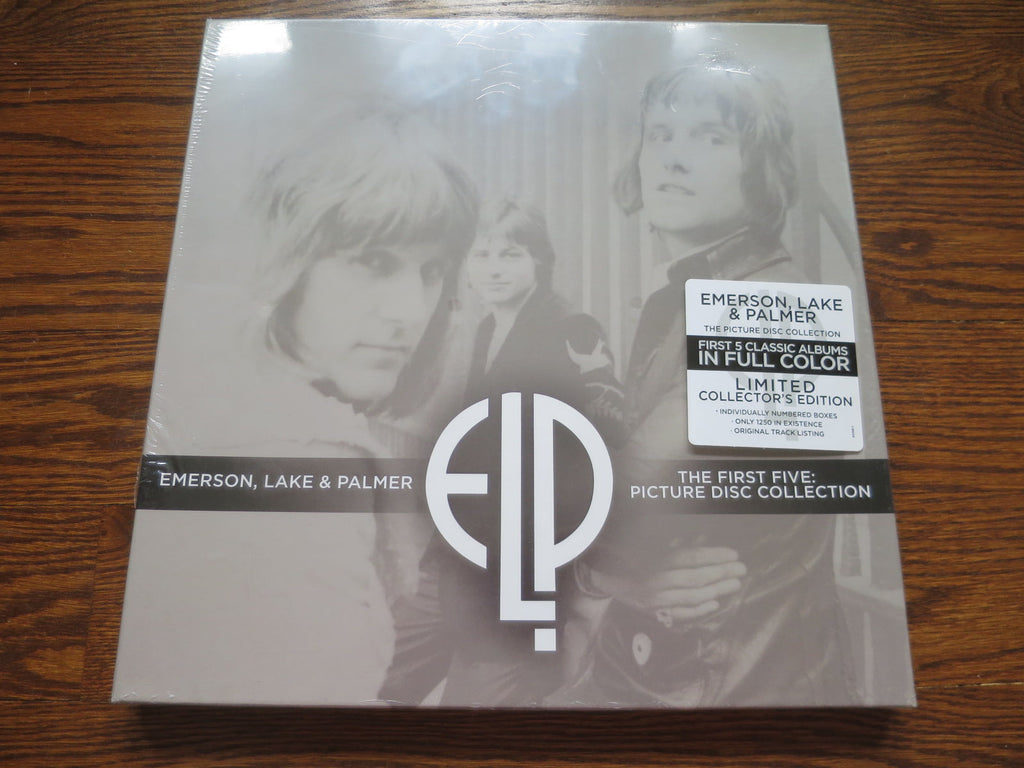 EMERSON, LAKE
& PALMER
THE PICTURE DISC COLLECTION
FIRST 5 CLASSIC ALBUMS
IN FULL COLOR
LIMITED
COLLECTOR'S EDITION
· INDIVIDUALLY NUMBERED BOXES
· ONLY 1250 IN EXISTENCE
· ORIGINAL TRACK LISTING
EMERSON, LAKE & PALMER
ELP
THE FIRST FIVE:
PICTURE DISC COLLECTION